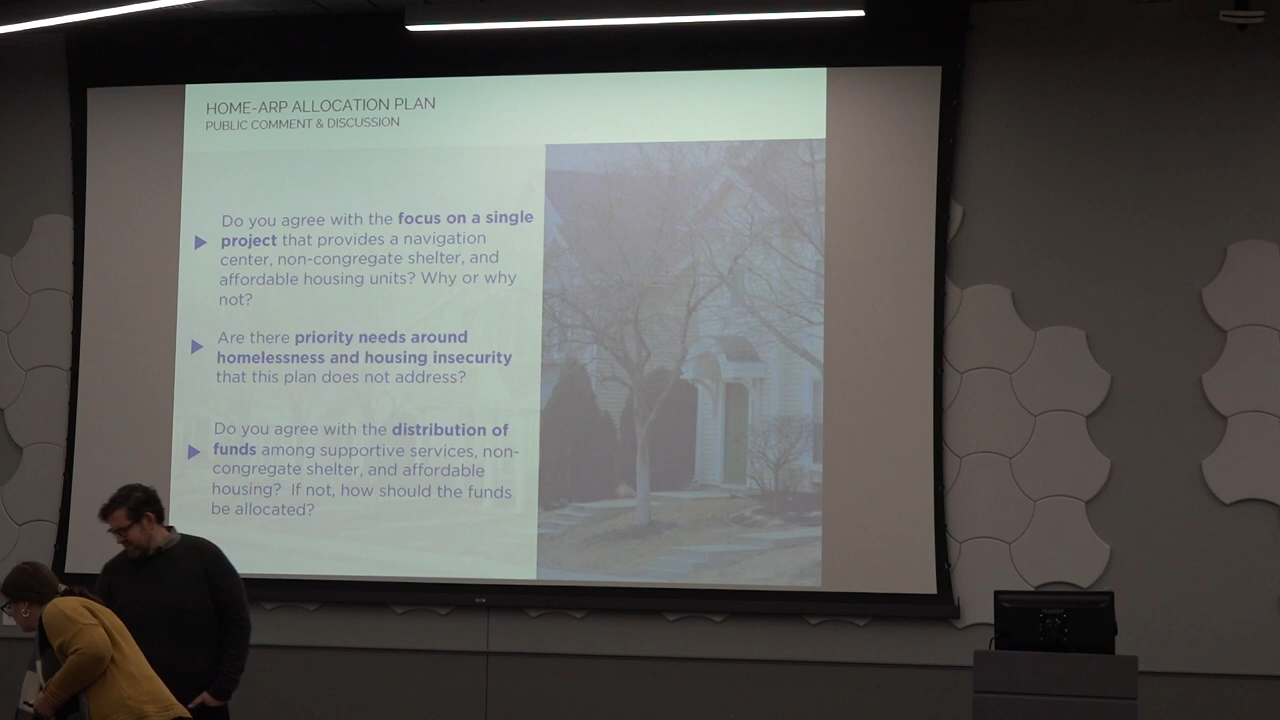 HOME-ARP ALLOCATION PLAN
PUBLIC COMMENT & DISCUSSION
Do you agree with the focus on a single
project that provides a navigation
center, non-congregate shelter, and
affordable housing units? Why or why
not?
Are there priority needs around
homelessness and housing insecurity
that this plan does not address?
Do you agree with the distribution of
funds among supportive services, non-
congregate shelter, and affordable
housing? If not, how should the funds
be allocated?